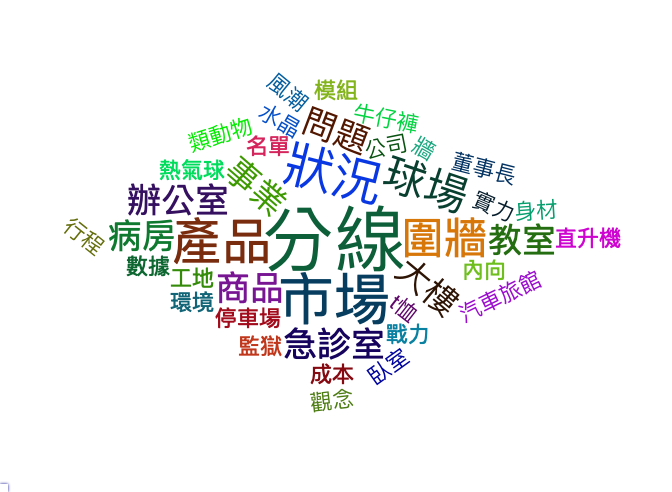 風潮
模組
水晶
牛仔褲
類動物
問題
名單
公司
牆
熱氣球
事業
狀況
球場
董事長
辦公室
實力
身材
行程
病房
產品
分線
圍牆
教室
直升機
數據
工地
商品
市場
大樓
內向
環境
t恤
汽車旅館
停車場
監獄
急診室
戰力
成本
臥室
觀念